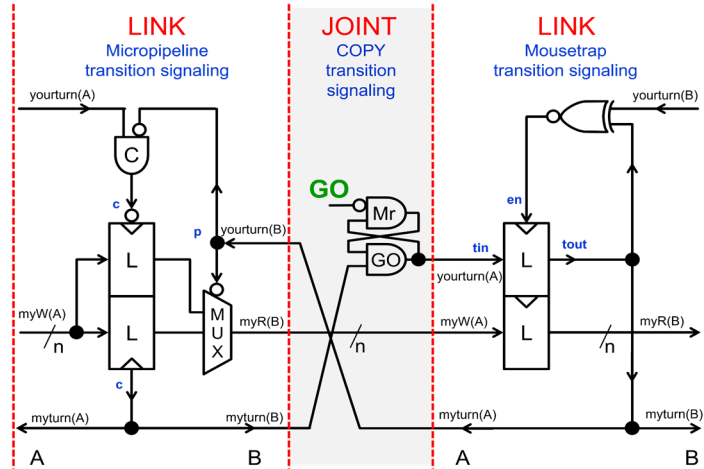 LINK
Micropipeline
transition signaling
JOINT
COPY
transition
signaling
LINK
Mousetrap
transition signaling
yourturn(A)
yourturn(B)
C
c
GO
Mr
en
p
yourturn(B)
L
GO
tin
L
tout
yourturn(A)
myW(A)
n
L
M
U
X
myR(B)
n
myW(A)
L
n
myR(B)
c
myturn(A)
myturn(B)
myturn(A)
myturn(B)
A
B
A
B